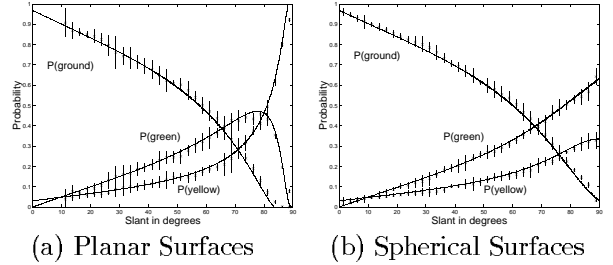 P(ground)
P(green)
P(yellow)
Probability
1
0.9
0.8
0.7
0.6
0.5
0.4
0.3
0.2
0.1
0
0 10 20 30 40 50 60 70 80 90
Slant in degrees
(a) Planar Surfaces
P(ground)
P(green)
P(yellow)
Probability
1
0.9
0.8
0.7
0.6
0.5
0.4
0.3
0.2
0.1
0
0 10 20 30 40 50 60 70 80 90
Slant in degrees
(b) Spherical Surfaces